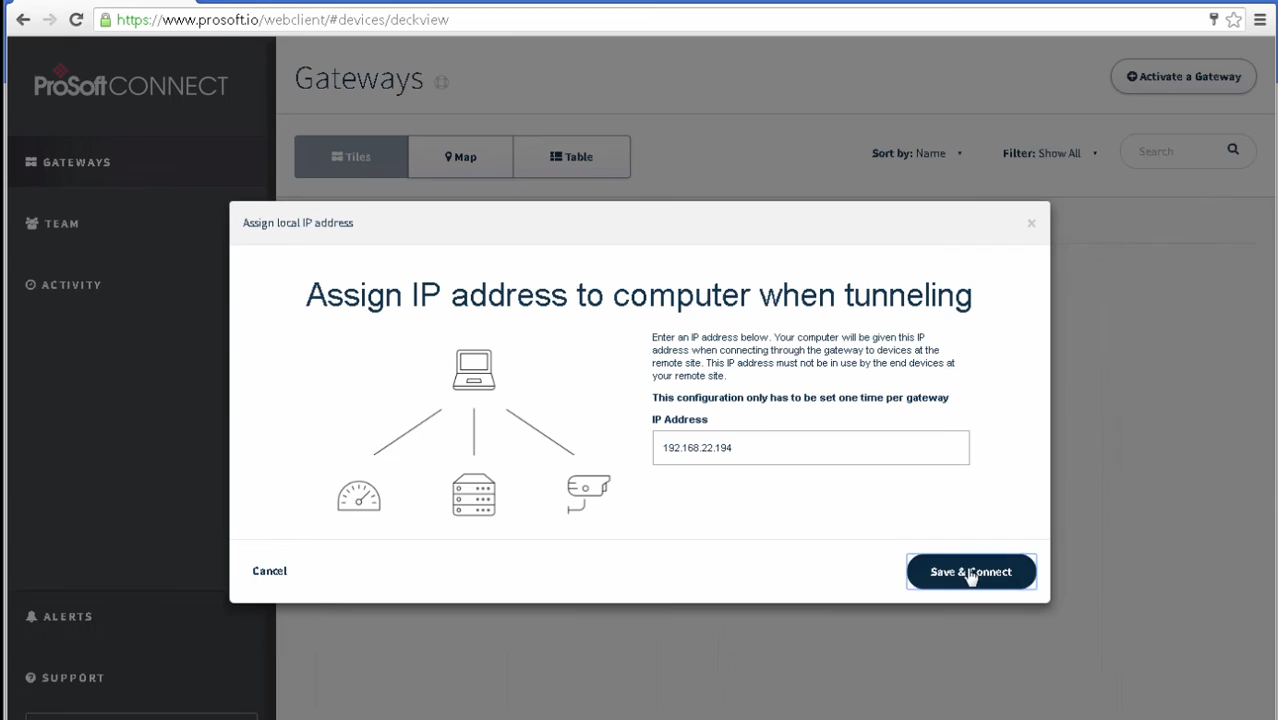 https://www.prosoft.io/webclient/#devices/deckview
ProSoft CONNECT
Gateways
Activate a Gateway
GATEWAYS
Tiles
Map
Table
Sort by: Name
Filter: Show All
Search
TEAM
ACTIVITY
Assign local IP address
×
Assign IP address to computer when tunneling
Enter an IP address below. Your computer will be given this IP
address when connecting through the gateway to devices at the
remote site. This IP address must not be in use by the end devices at
your remote site.
This configuration only has to be set one time per gateway
IP Address
192.168.22.194
Cancel
Save & Connect
ALERTS
SUPPORT